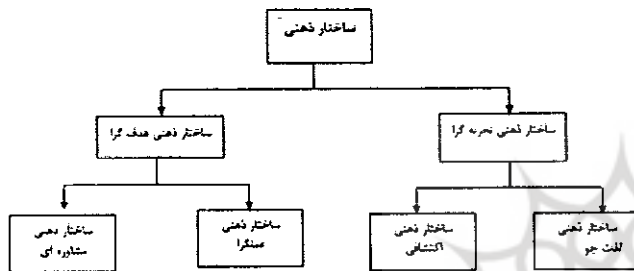 ساختار ذهنی
ساختار ذهنی تجربه گرا
ساختار ذهنی هدف گرا
ساختار ذهنی
لذت جو
ساختار ذهنی
اکتشافی
ساختار ذهنی
عملگرا
ساختار ذهنی
مشاوره ای